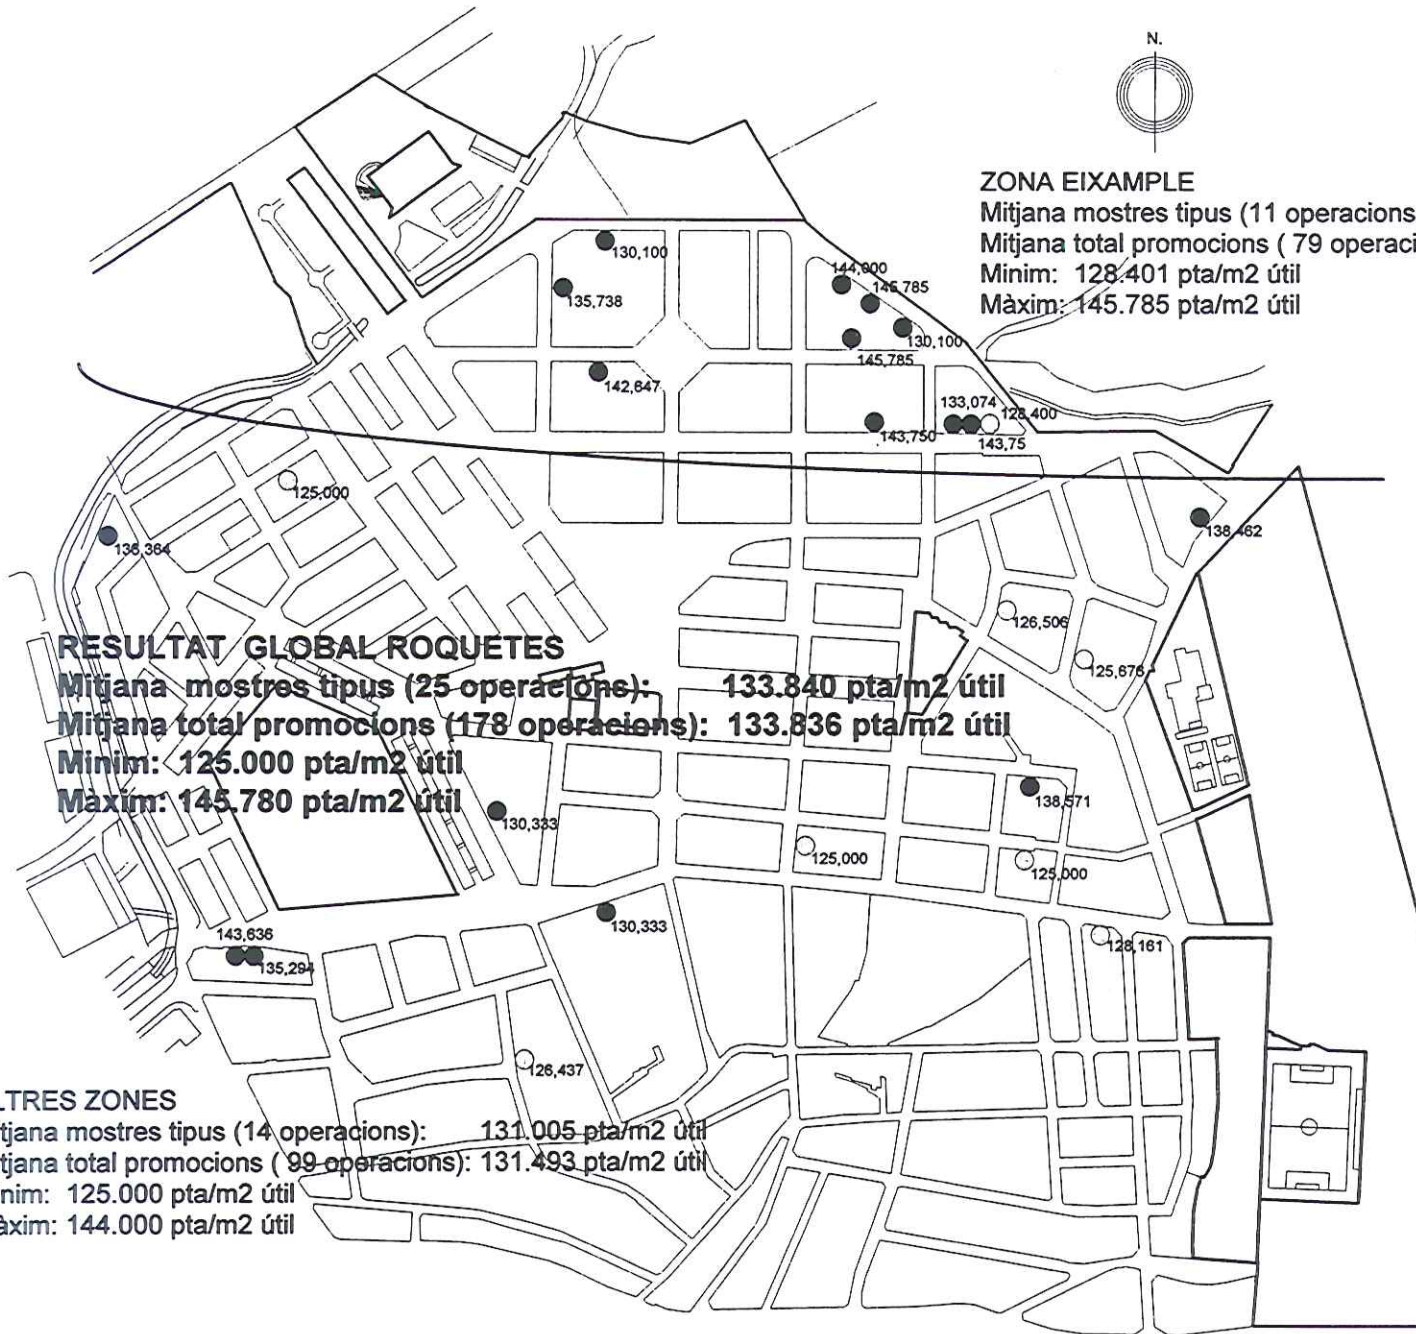 N.
ZONA EIXAMPLE
Mitjana mostres tipus (11 operacions
Mitjana total promocions ( 79 operaci
Minim: 128.401 pta/m2 útil
Màxim: 145.785 pta/m2 útil
130,100
135,738
144,000
145,785
130,100
145,785
142,647
133,074
128,400
143,750
143,75
125,000
136,364
138,462
126,506
125,676
RESULTAT GLOBAL ROQUETES
Mitjana mostres tipus (25 operacions): 133.840 pta/m2 útil
Mitjana total promocions (178 operacions): 133.836 pta/m2 útil
Minim: 125.000 pta/m2 útil
Màxim: 145.780 pta/m2 útil
138,571
130,333
125,000
125,000
130,333
128,161
143,636
135,294
126,437
LTRES ZONES
tjana mostres tipus (14 operacions): 131.005 pta/m2 útil
tjana total promocions ( 99 operacions): 131.493 pta/m2 útil
nim: 125.000 pta/m2 útil
àxim: 144.000 pta/m2 útil